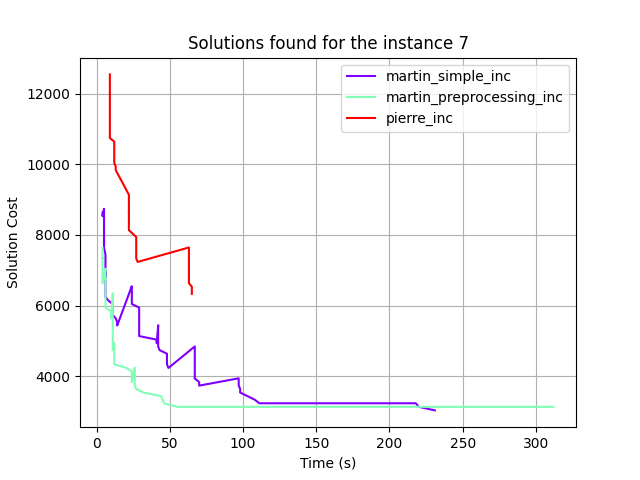 Solutions found for the instance 7
martin_simple_inc
martin_preprocessing_inc
pierre_inc
Solution Cost
12000
10000
8000
6000
4000
0 50 100 150 200 250 300
Time (s)